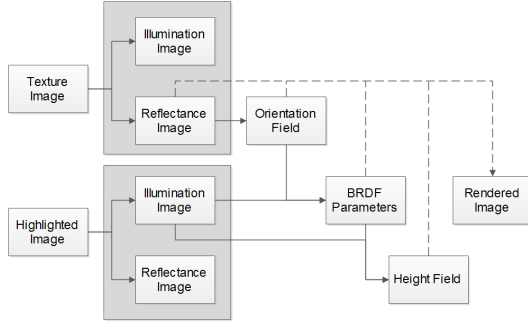 Illumination
Image
Texture
Image
Reflectance
Image
Orientation
Field
Illumination
Image
BRDF
Parameters
Rendered
Image
Highlighted
Image
Reflectance
Image
Height Field